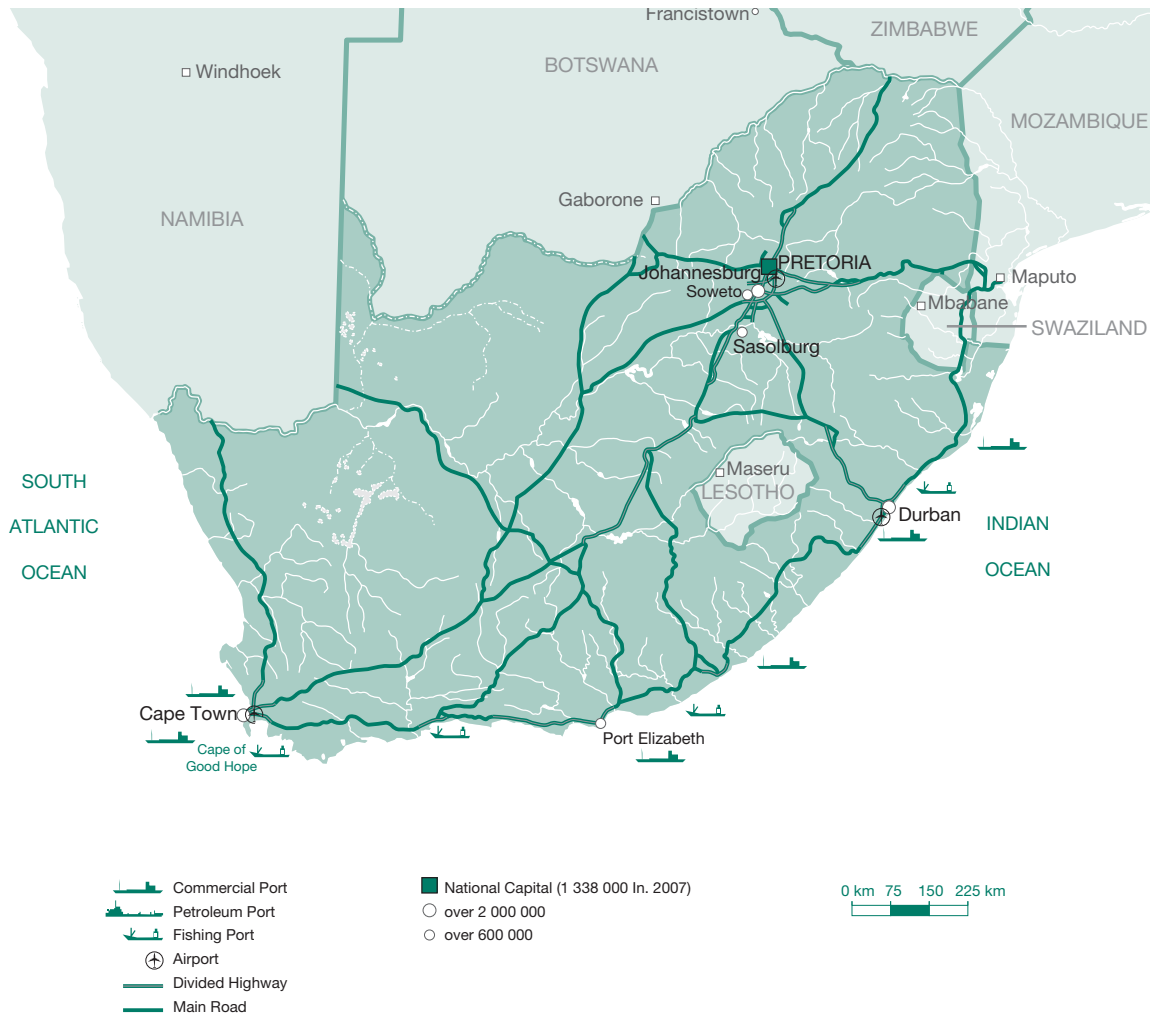 Francistown
ZIMBABWE
BOTSWANA
Windhoek
MOZAMBIQUE
Gaborone
NAMIBIA
PRETORIA
Johannesburg
Soweto
Maputo
Mbabane
SWAZILAND
Sasolburg
Maseru
LESOTHO
SOUTH
ATLANTIC
OCEAN
Durban
INDIAN
OCEAN
Cape Town
Port Elizabeth
Cape of
Good Hope
Commercial Port
Petroleum Port
Fishing Port
Airport
Divided Highway
Main Road
National Capital (1 338 000 In. 2007)
over 2 000 000
over 600 000
0 km 75 150 225 km